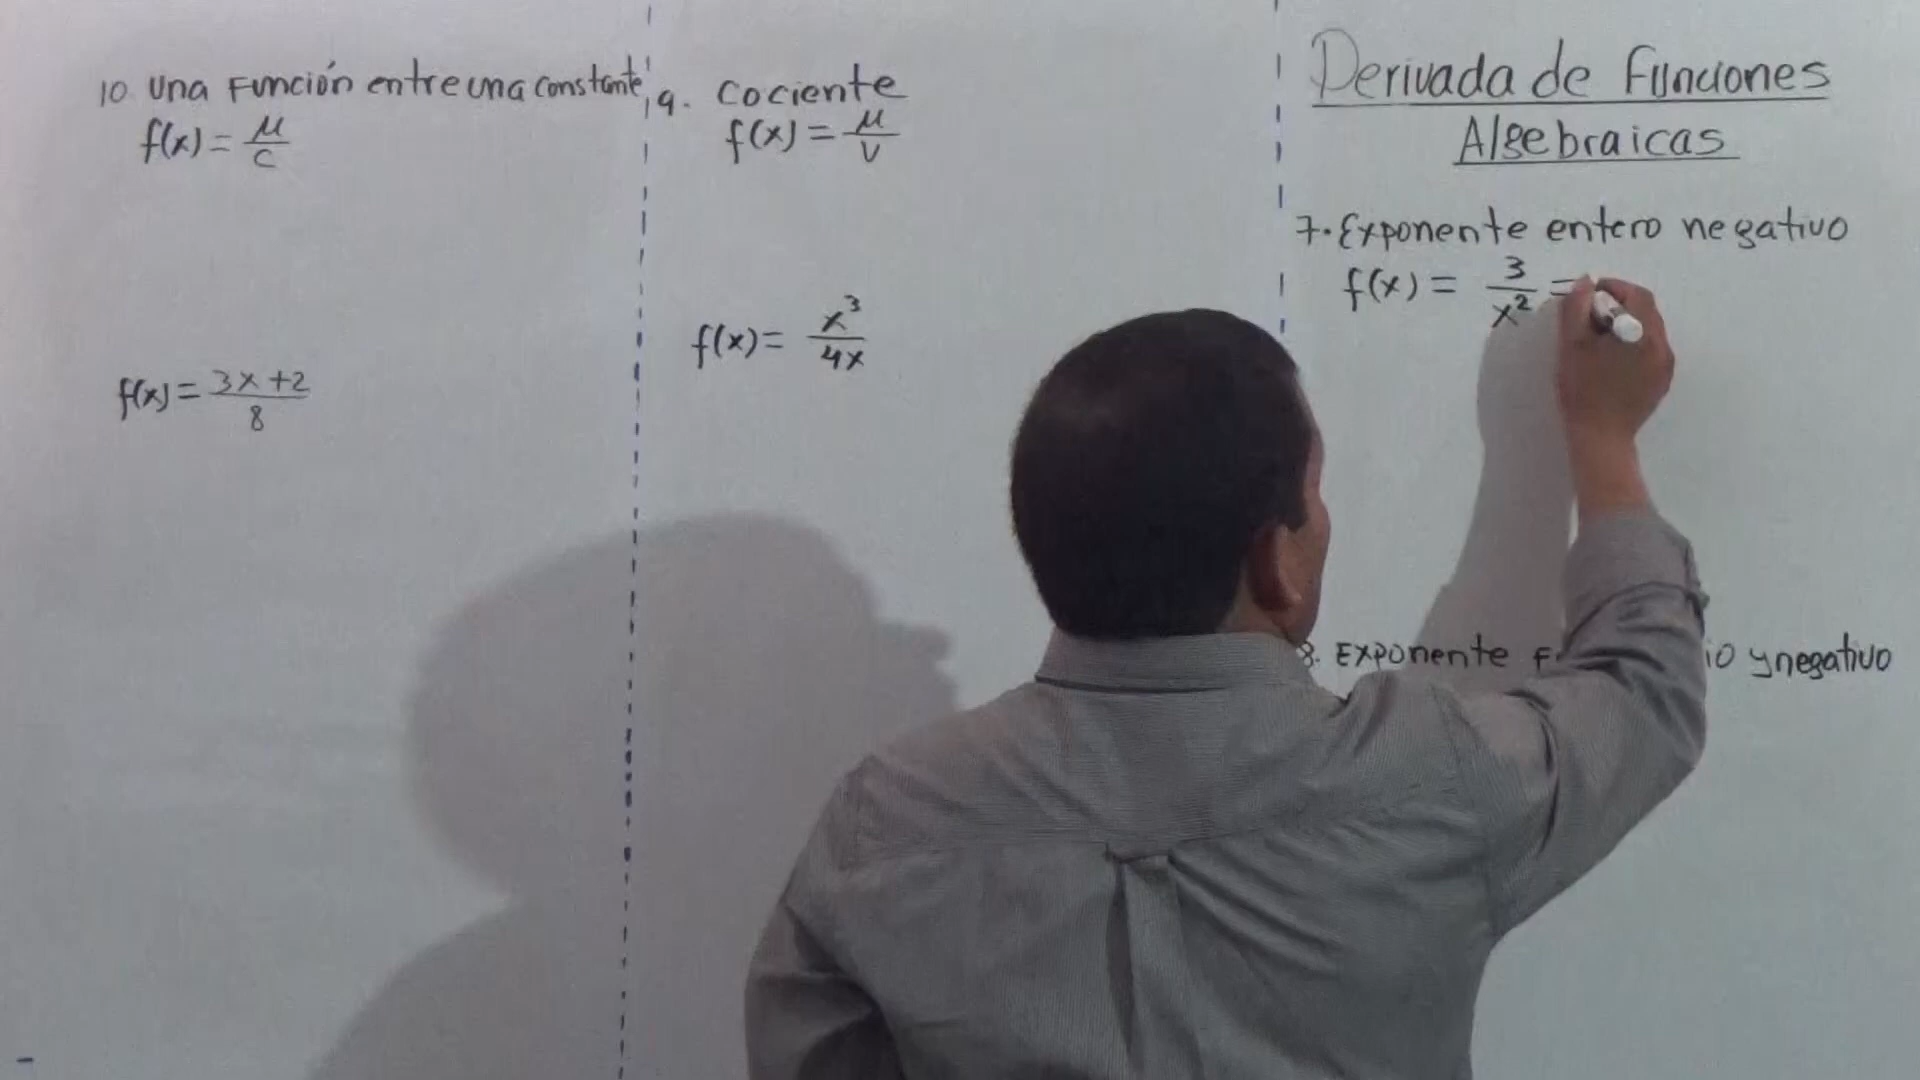 Derivada de Funciones
Algebraicas
7. Exponente entero negativo
f(x) = 3/x² =
8. Exponente y negativo
9. Cociente
f(x) = μ/v
f(x) = x³/4x
10 Una Función entre una constante
f(x) = μ/c
f(x) = 3x+2/8